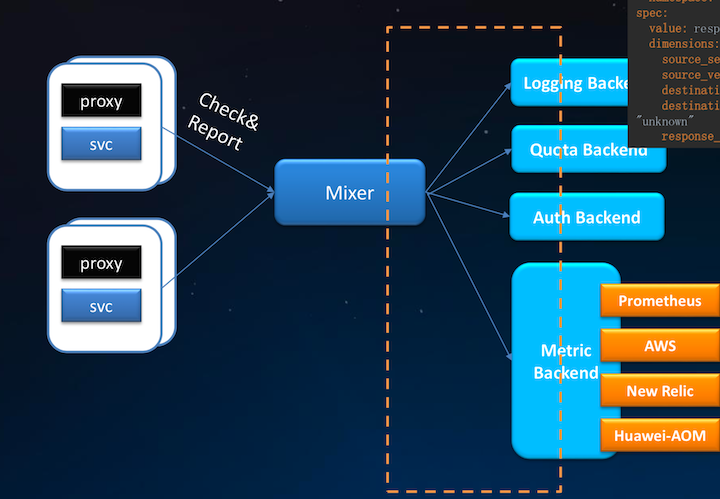 namespace:
spec:
value: resp
dimensions:
source_se
source_ve
destinati
destinati
"unknown"
response_
proxy
svc
Check&
Report
proxy
svc
Mixer
Logging Backe
Quota Backend
Auth Backend
Metric
Backend
Prometheus
AWS
New Relic
Huawei-AOM